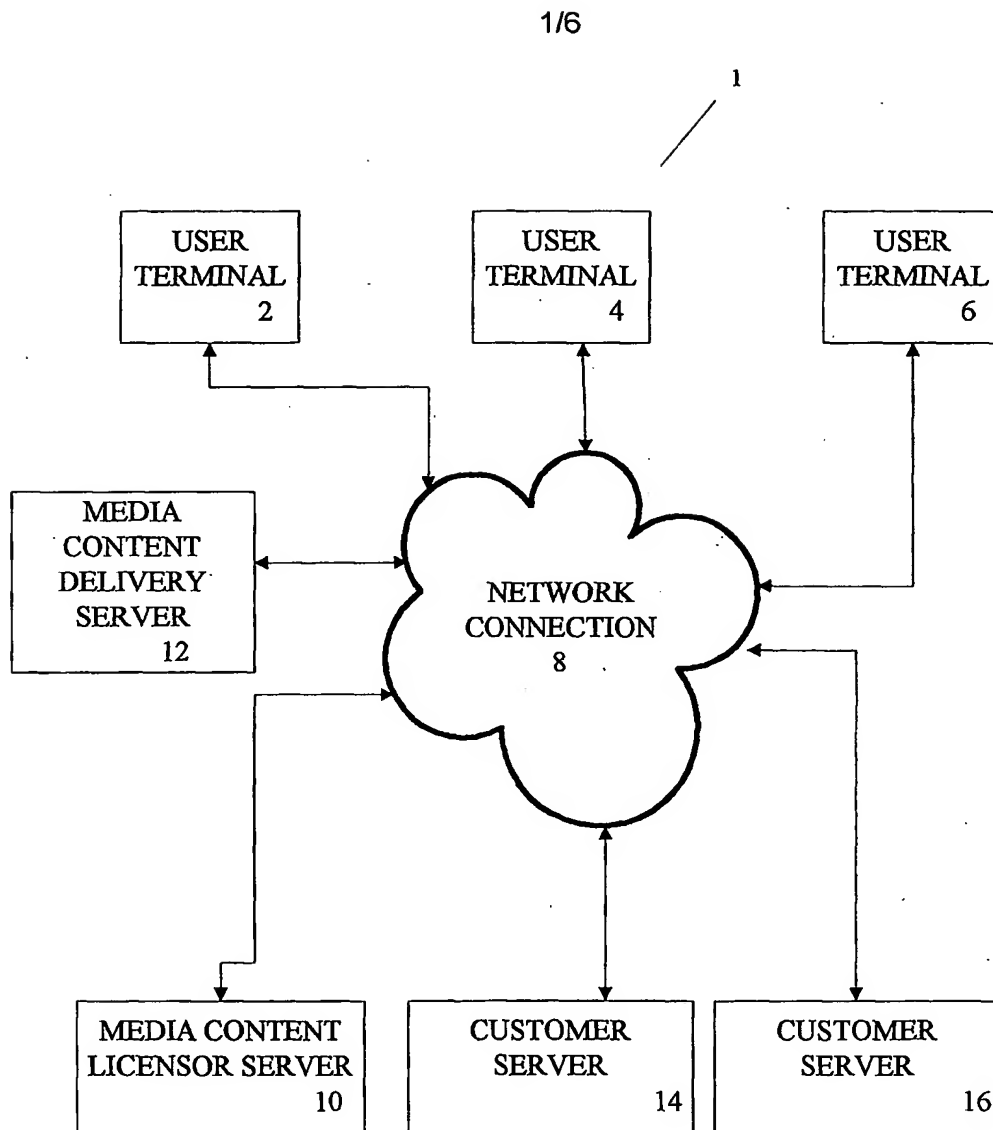 1/6
1
USER
TERMINAL
2
USER
TERMINAL
4
USER
TERMINAL
6
MEDIA
CONTENT
DELIVERY
SERVER
12
NETWORK
CONNECTION
8
MEDIA CONTENT
LICENSOR SERVER
10
CUSTOMER
SERVER
14
CUSTOMER
SERVER
16